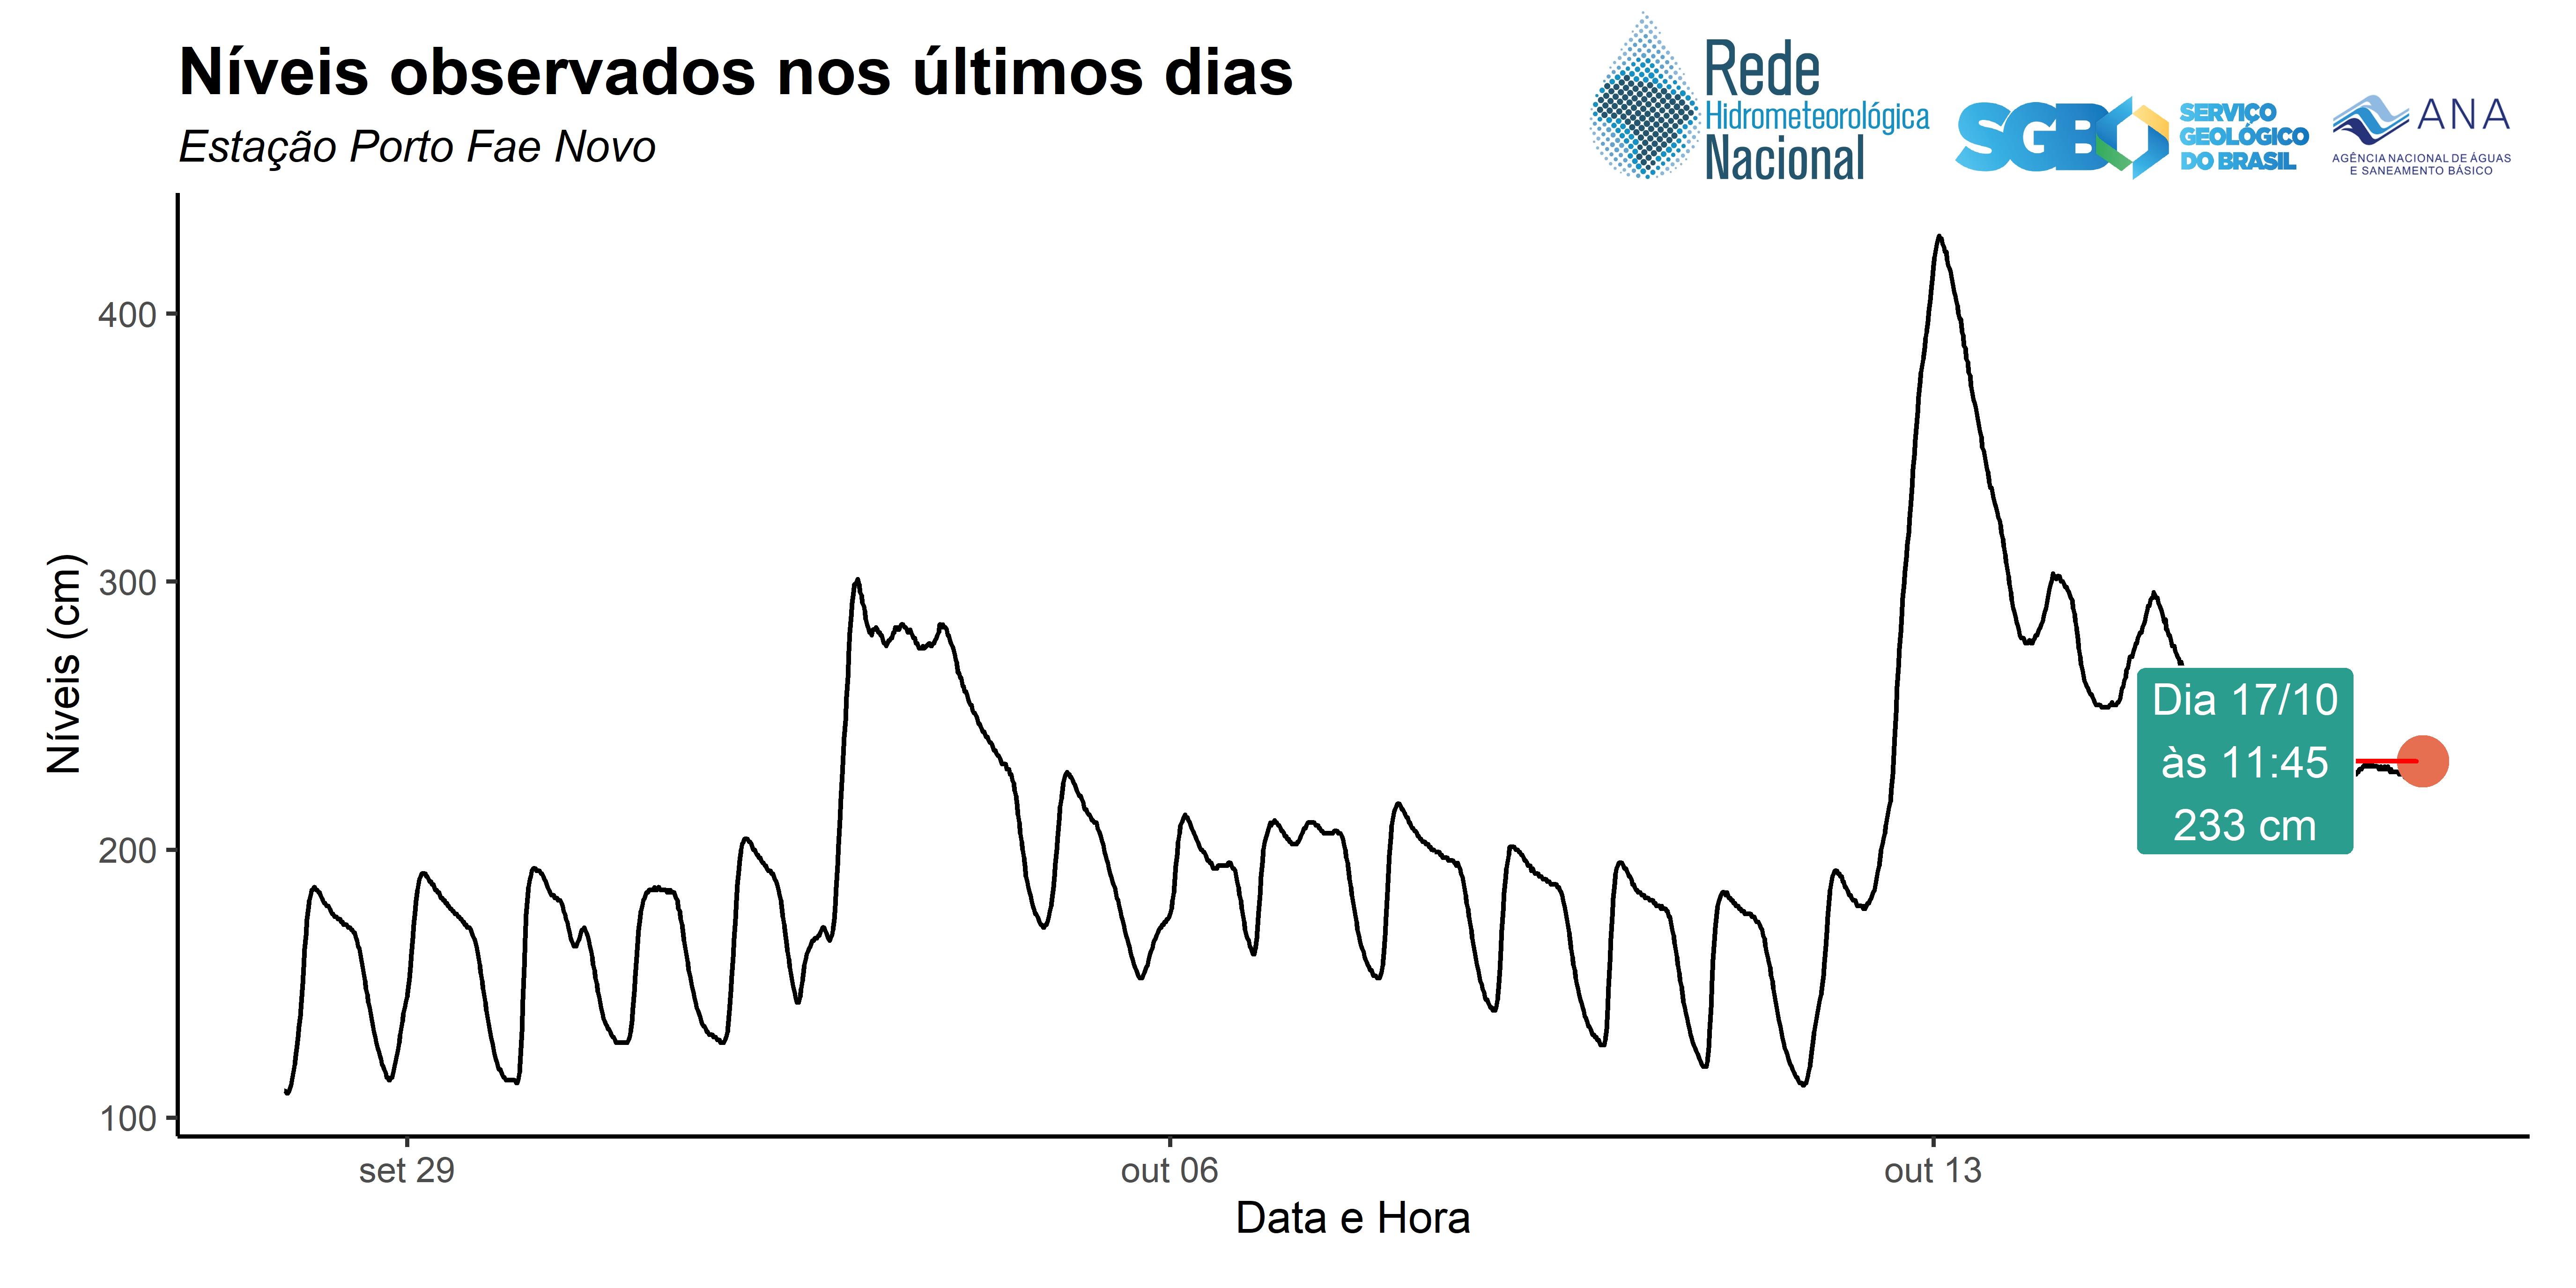 Níveis observados nos últimos dias
Estação Porto Fae Novo
Rede
Hidrometeorológica
Nacional
SGB
SERVIÇO
GEOLÓGICO
DO BRASIL
ANA
AGÊNCIA NACIONAL DE ÁGUAS
E SANEAMENTO BÁSICO
Níveis (cm)
400
300
200
100
Dia 17/10
às 11:45
233 cm
set 29
out 06
out 13
Data e Hora